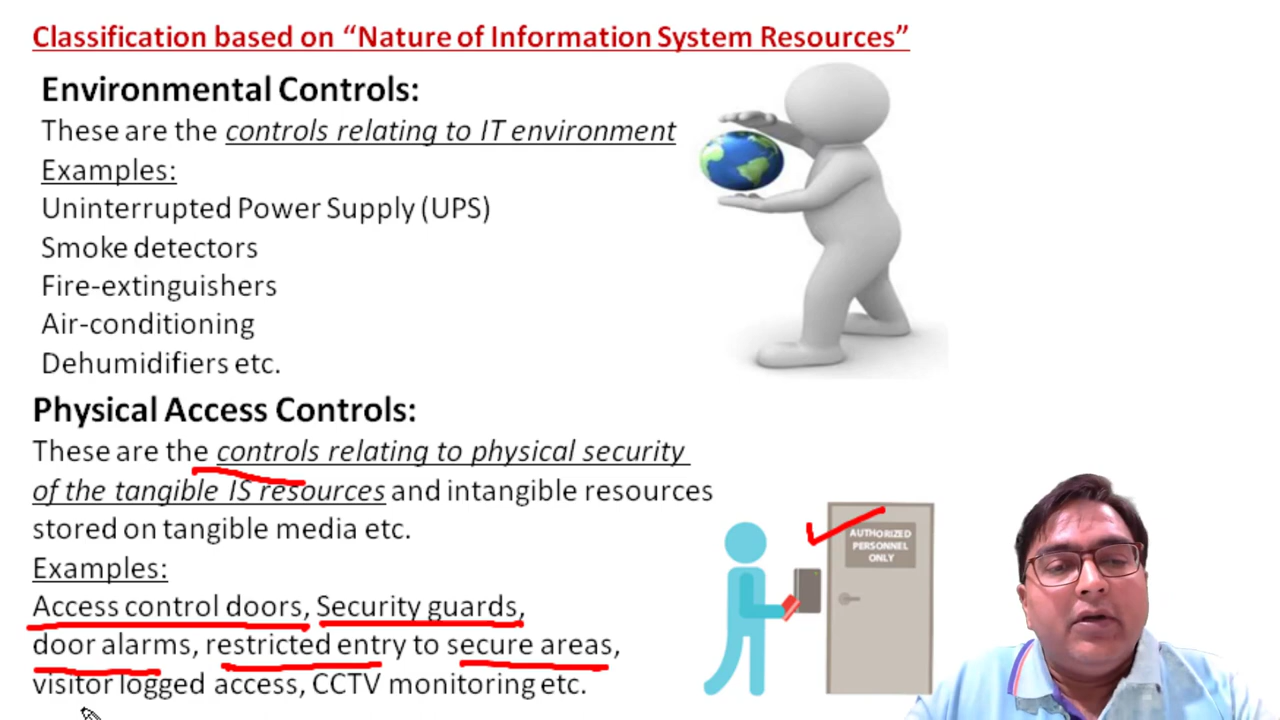 Classification based on “Nature of Information System Resources”
Environmental Controls:
These are the controls relating to IT environment
Examples:
Uninterrupted Power Supply (UPS)
Smoke detectors
Fire-extinguishers
Air-conditioning
Dehumidifiers etc.
Physical Access Controls:
These are the controls relating to physical security
of the tangible IS resources and intangible resources
stored on tangible media etc.
Examples:
Access control doors, Security guards,
door alarms, restricted entry to secure areas,
visitor logged access, CCTV monitoring etc.
AUTHORIZED
PERSONNEL
ONLY